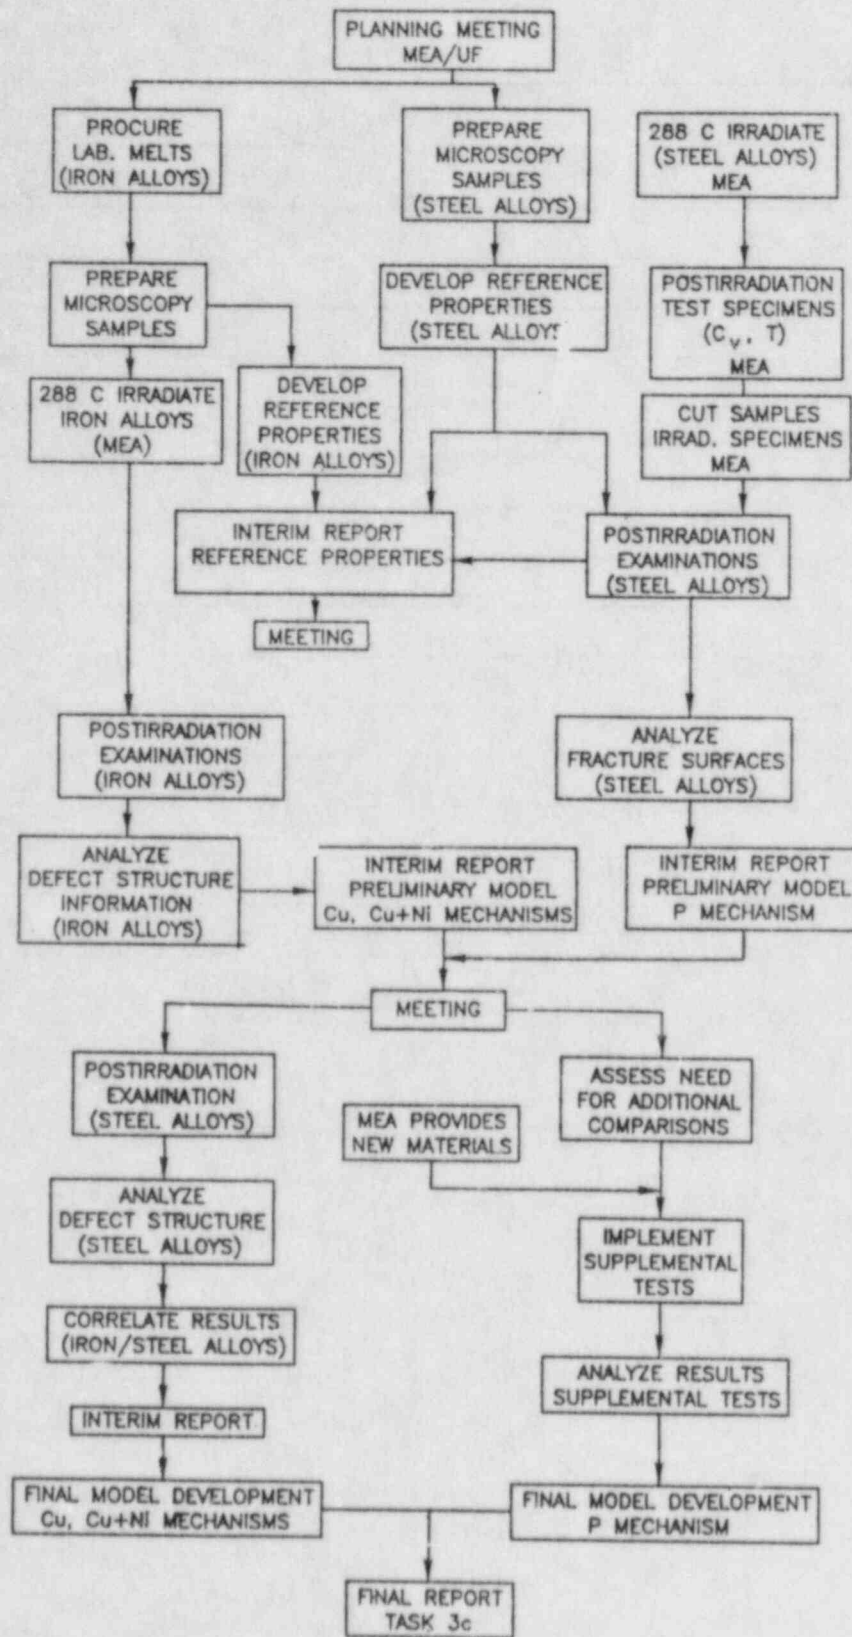 PLANNING MEETING
MEA/UF
PROCURE
LAB. MELTS
(IRON ALLOYS)
PREPARE
MICROSCOPY
SAMPLES
(STEEL ALLOYS)
288 C IRRADIATE
(STEEL ALLOYS)
MEA
PREPARE
MICROSCOPY
SAMPLES
DEVELOP REFERENCE
PROPERTIES
(STEEL ALLOYS
POSTIRRADIATION
TEST SPECIMENS
(Cv, T)
MEA
288 C IRRADIATE
IRON ALLOYS
(MEA)
DEVELOP
REFERENCE
PROPERTIES
(IRON ALLOYS)
CUT SAMPLES
IRRAD. SPECIMENS
MEA
INTERIM REPORT
REFERENCE PROPERTIES
POSTIRRADIATION
EXAMINATIONS
(STEEL ALLOYS)
MEETING
POSTIRRADIATION
EXAMINATIONS
(IRON ALLOYS)
ANALYZE
FRACTURE SURFACES
(STEEL ALLOYS)
ANALYZE
DEFECT STRUCTURE
INFORMATION
(IRON ALLOYS)
INTERIM REPORT
PRELIMINARY MODEL
Cu, Cu+Ni MECHANISMS
INTERIM REPORT
PRELIMINARY MODEL
P MECHANISM
MEETING
POSTIRRADIATION
EXAMINATION
(STEEL ALLOYS)
MEA PROVIDES
NEW MATERIALS
ASSESS NEED
FOR ADDITIONAL
COMPARISONS
ANALYZE
DEFECT STRUCTURE
(STEEL ALLOYS)
IMPLEMENT
SUPPLEMENTAL
TESTS
CORRELATE RESULTS
(IRON/STEEL ALLOYS)
ANALYZE RESULTS
SUPPLEMENTAL TESTS
INTERIM REPORT
FINAL MODEL DEVELOPMENT
Cu, Cu+Ni MECHANISMS
FINAL MODEL DEVELOPMENT
P MECHANISM
FINAL REPORT
TASK 3c